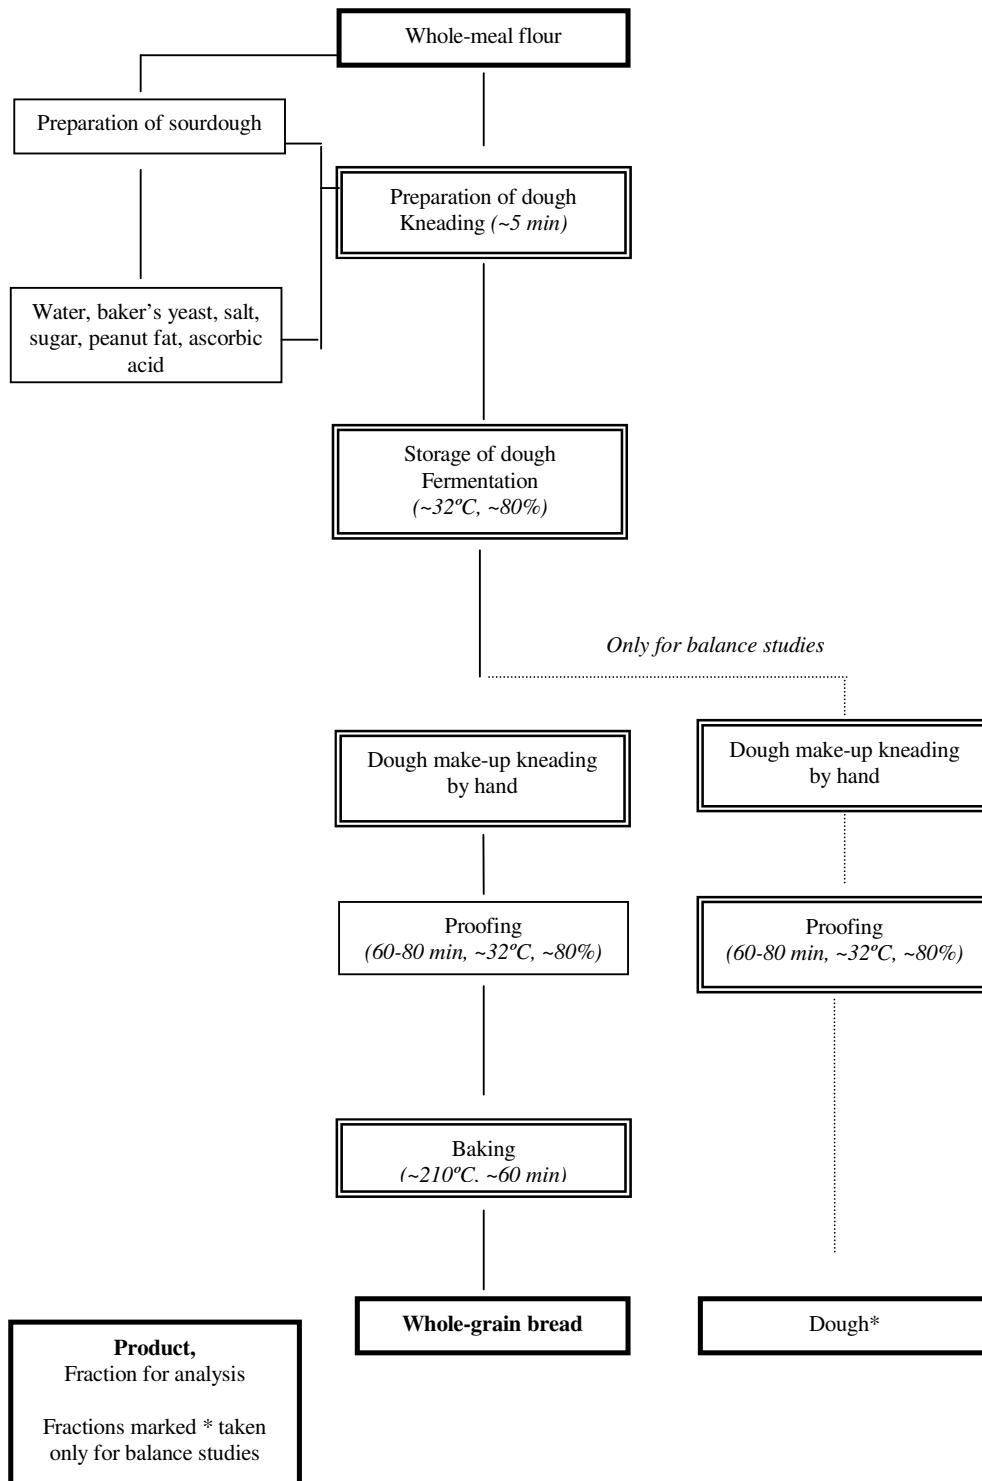 Whole-meal flour
Preparation of sourdough
Preparation of dough
Kneading (~5 min)
Water, baker's yeast, salt,
sugar, peanut fat, ascorbic
acid
Storage of dough
Fermentation
(~32ºC, ~80%)
Only for balance studies
Dough make-up kneading
by hand
Dough make-up kneading
by hand
Proofing
(60-80 min, ~32ºC, ~80%)
Proofing
(60-80 min, ~32ºC, ~80%)
Baking
(~210ºC. ~60 min)
Whole-grain bread
Dough*
Product,
Fraction for analysis
Fractions marked * taken
only for balance studies